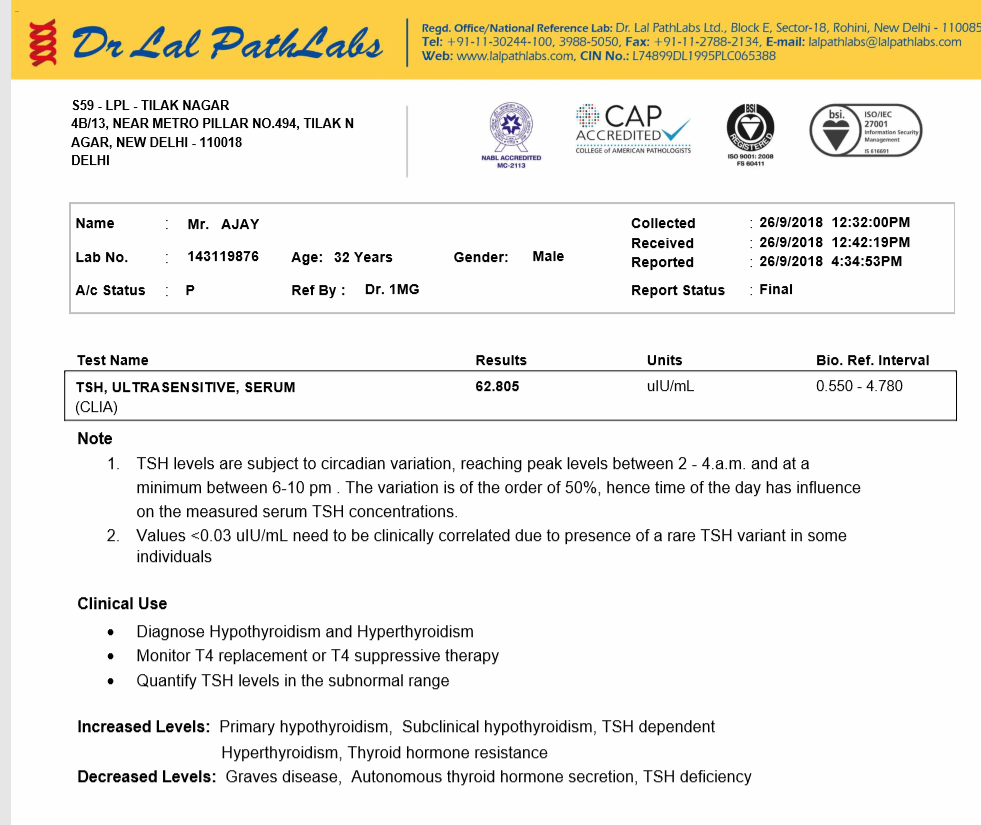 Dr Lal PathLabs
Regd. Office/National Reference Lab: Dr. Lal PathLabs Ltd., Block E, Sector-18, Rohini, New Delhi - 110085
Tel: +91-11-30244-100, 3988-5050, Fax: +91-11-2788-2134, E-mail: lalpathlabs@lalpathlabs.com
Web: www.lalpathlabs.com, CIN No.: L74899DL1995PLC065388
S59 - LPL - TILAK NAGAR
4B/13, NEAR METRO PILLAR NO.494, TILAK N
AGAR, NEW DELHI - 110018
DELHI
NABL ACCREDITED
MC-2113
CAP
ACCREDITED
COLLEGE of AMERICAN PATHOLOGISTS
BSI
REGISTERED
ISO 9001: 2008
FS 60411
bsi.
ISO/IEC
27001
Information Security
Management
IS 616691
Name : Mr. AJAY Collected : 26/9/2018 12:32:00PM
Received : 26/9/2018 12:42:19PM
Lab No. : 143119876 Age: 32 Years Gender: Male Reported : 26/9/2018 4:34:53PM
A/c Status : P Ref By : Dr. 1MG Report Status : Final
Test Name Results Units Bio. Ref. Interval
TSH, ULTRASENSITIVE, SERUM 62.805 uIU/mL 0.550 - 4.780
(CLIA)
Note
1. TSH levels are subject to circadian variation, reaching peak levels between 2 - 4.a.m. and at a
minimum between 6-10 pm . The variation is of the order of 50%, hence time of the day has influence
on the measured serum TSH concentrations.
2. Values <0.03 uIU/mL need to be clinically correlated due to presence of a rare TSH variant in some
individuals
Clinical Use
• Diagnose Hypothyroidism and Hyperthyroidism
• Monitor T4 replacement or T4 suppressive therapy
• Quantify TSH levels in the subnormal range
Increased Levels: Primary hypothyroidism, Subclinical hypothyroidism, TSH dependent
Hyperthyroidism, Thyroid hormone resistance
Decreased Levels: Graves disease, Autonomous thyroid hormone secretion, TSH deficiency